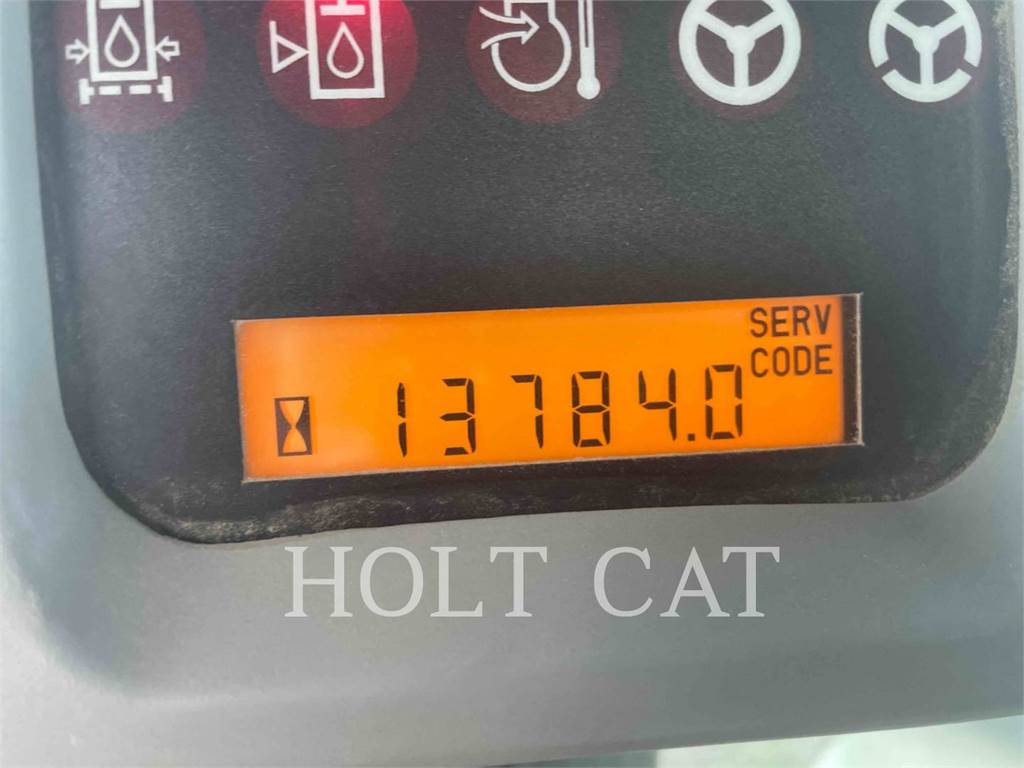 SERV
CODE
13784.0
HOLT CAT